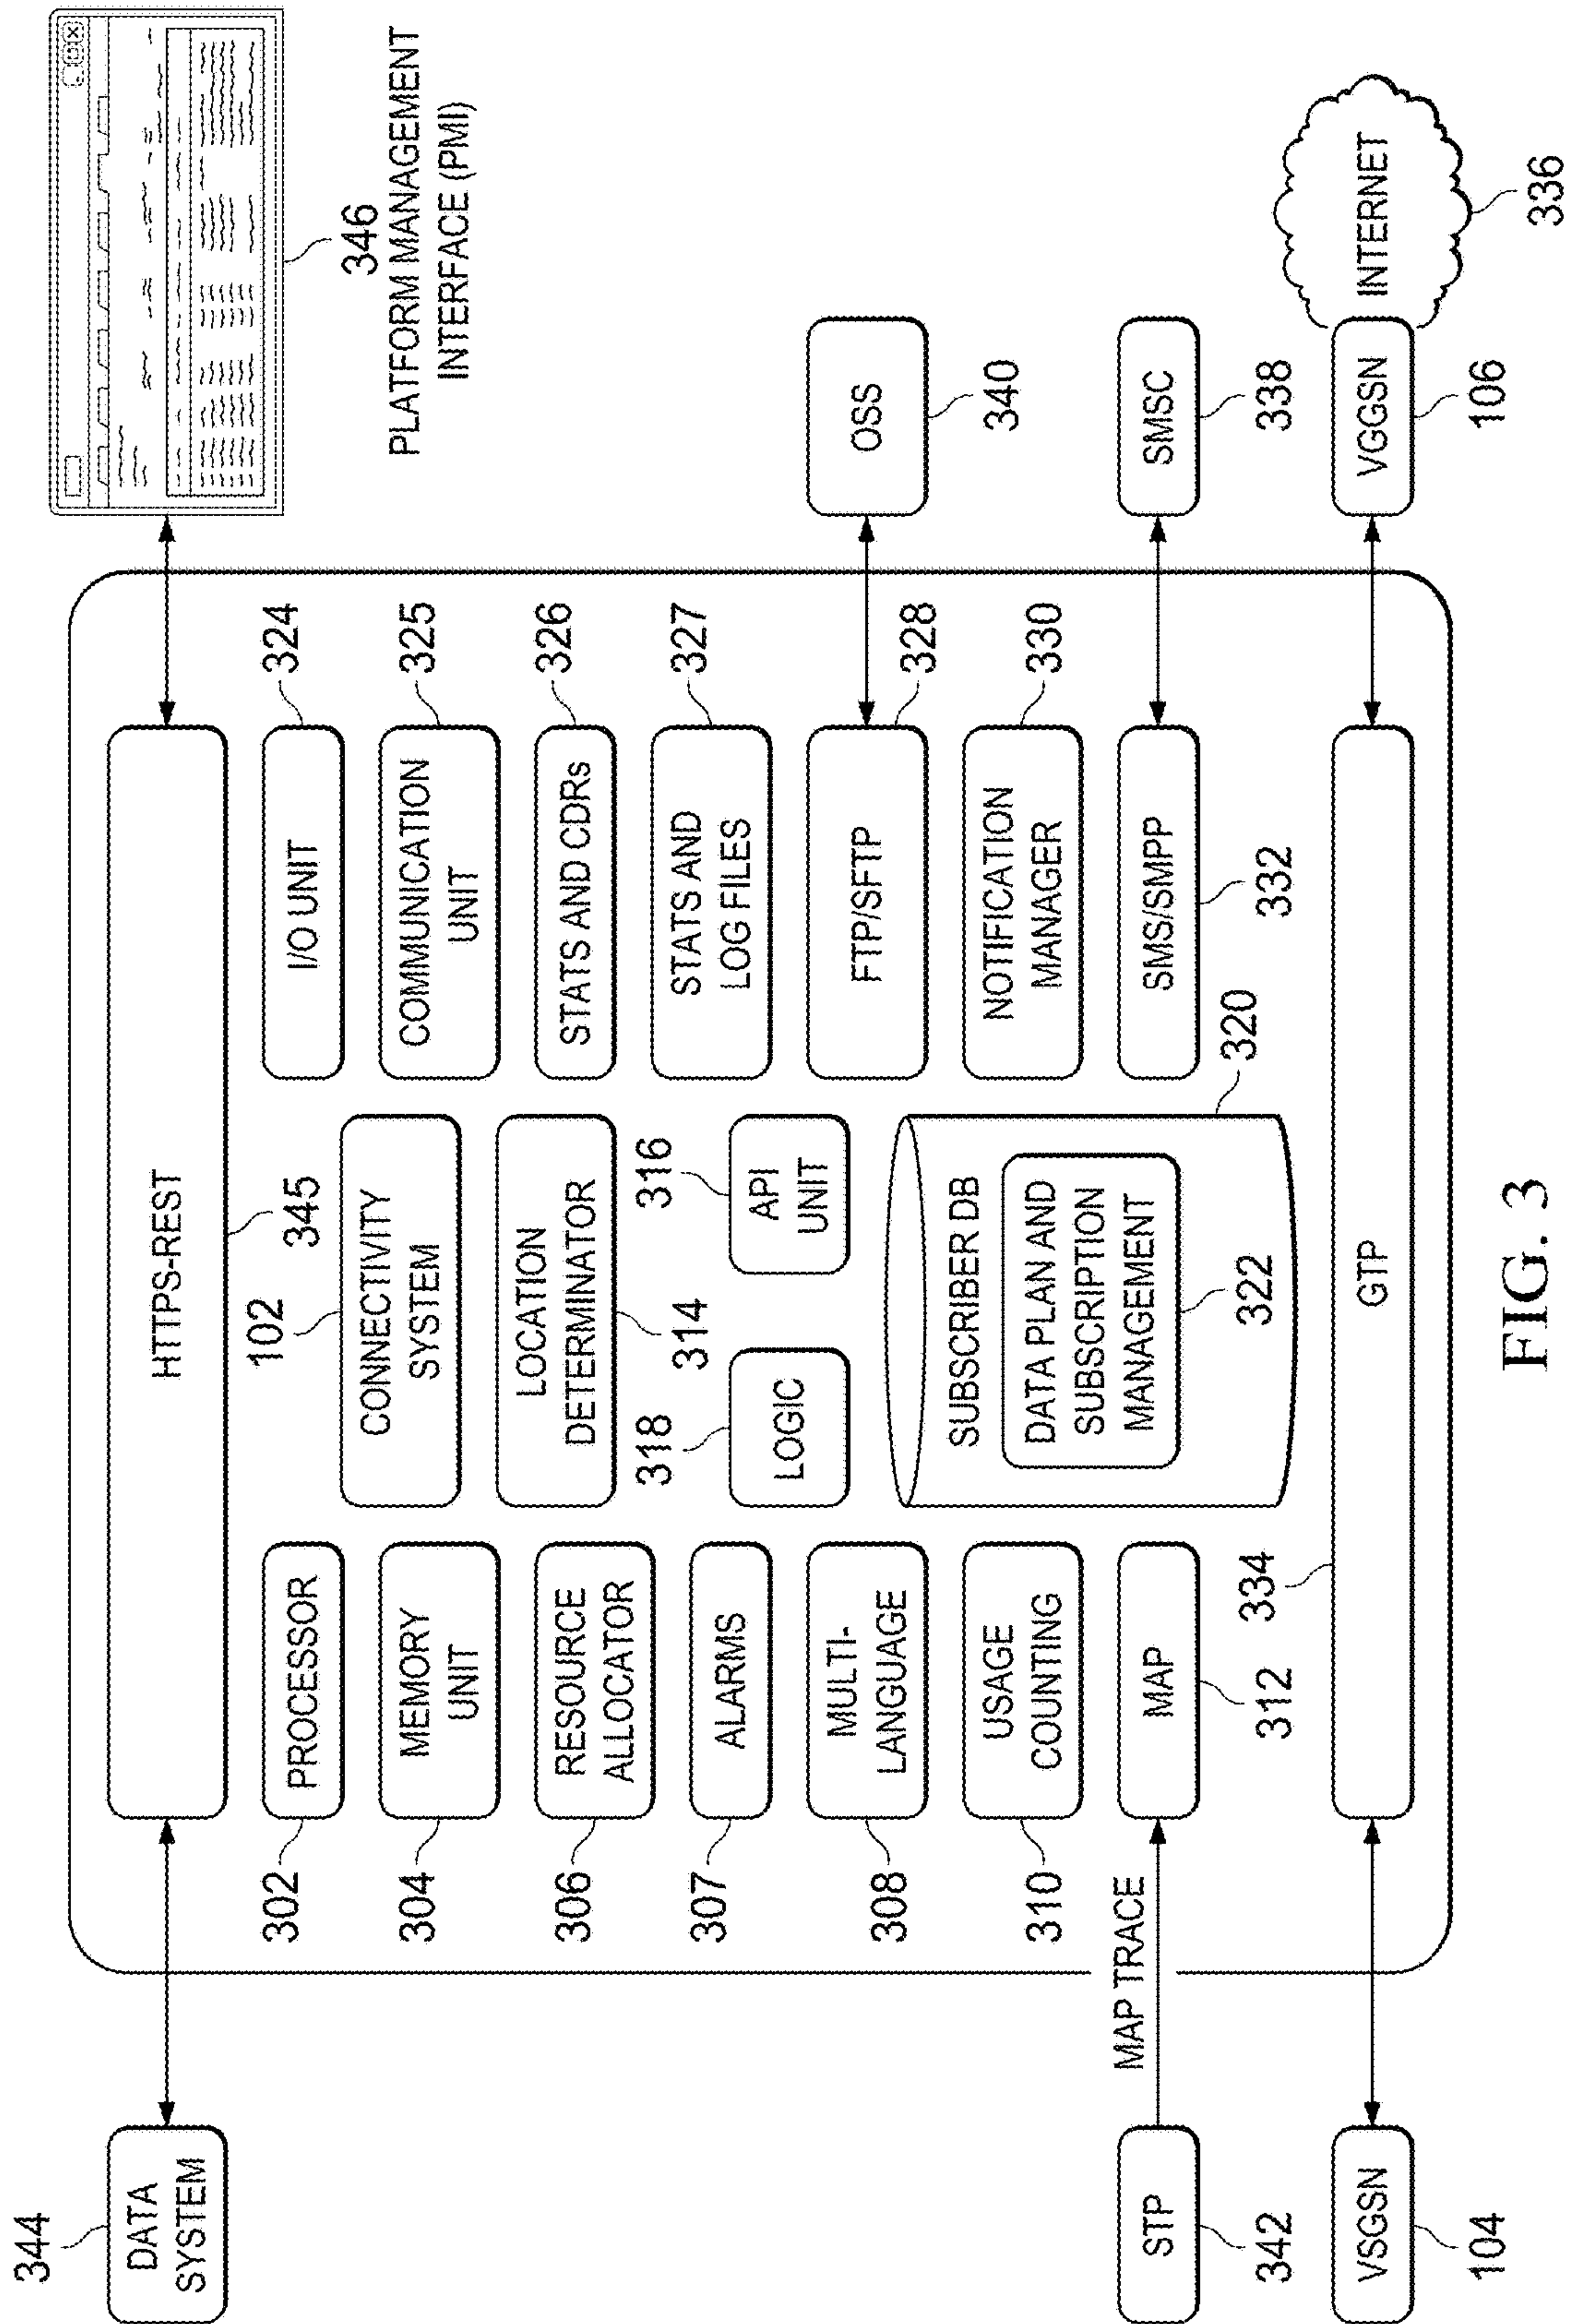 344
DATA
SYSTEM
HTTPS-REST
345
346
PLATFORM MANAGEMENT
INTERFACE (PMI)
302
PROCESSOR
102
CONNECTIVITY
SYSTEM
I/O UNIT
324
304
MEMORY
UNIT
COMMUNICATION
UNIT
325
306
RESOURCE
ALLOCATOR
LOCATION
DETERMINATOR
314
STATS AND CDRs
326
307
ALARMS
318
LOGIC
316
API
UNIT
STATS AND
LOG FILES
327
308
MULTI-
LANGUAGE
FTP/SFTP
328
OSS
340
310
USAGE
COUNTING
SUBSCRIBER DB
DATA PLAN AND
SUBSCRIPTION
MANAGEMENT
322
320
NOTIFICATION
MANAGER
330
STP
342
MAP TRACE
MAP
312
SMS/SMPP
332
SMSC
338
VSGSN
104
334
GTP
VGGSN
106
INTERNET
336
FIG. 3